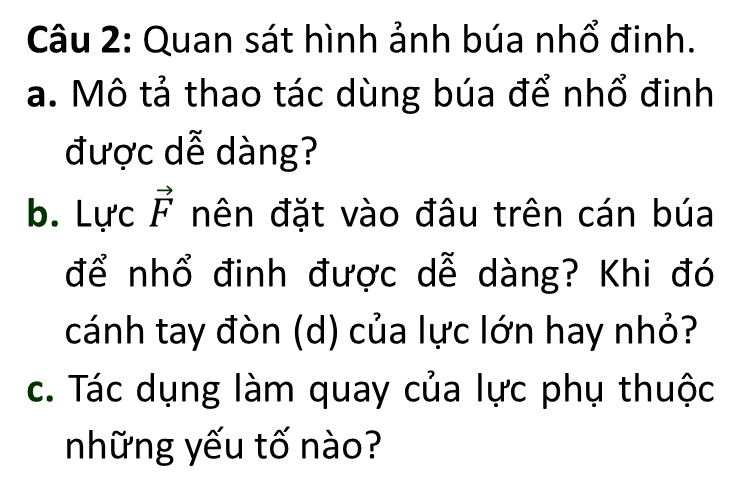 Câu 2: Quan sát hình ảnh búa nhổ đinh.
a. Mô tả thao tác dùng búa để nhổ đinh
được dễ dàng?
b. Lực F⃗ nên đặt vào đâu trên cán búa
để nhổ đinh được dễ dàng? Khi đó
cánh tay đòn (d) của lực lớn hay nhỏ?
c. Tác dụng làm quay của lực phụ thuộc
những yếu tố nào?